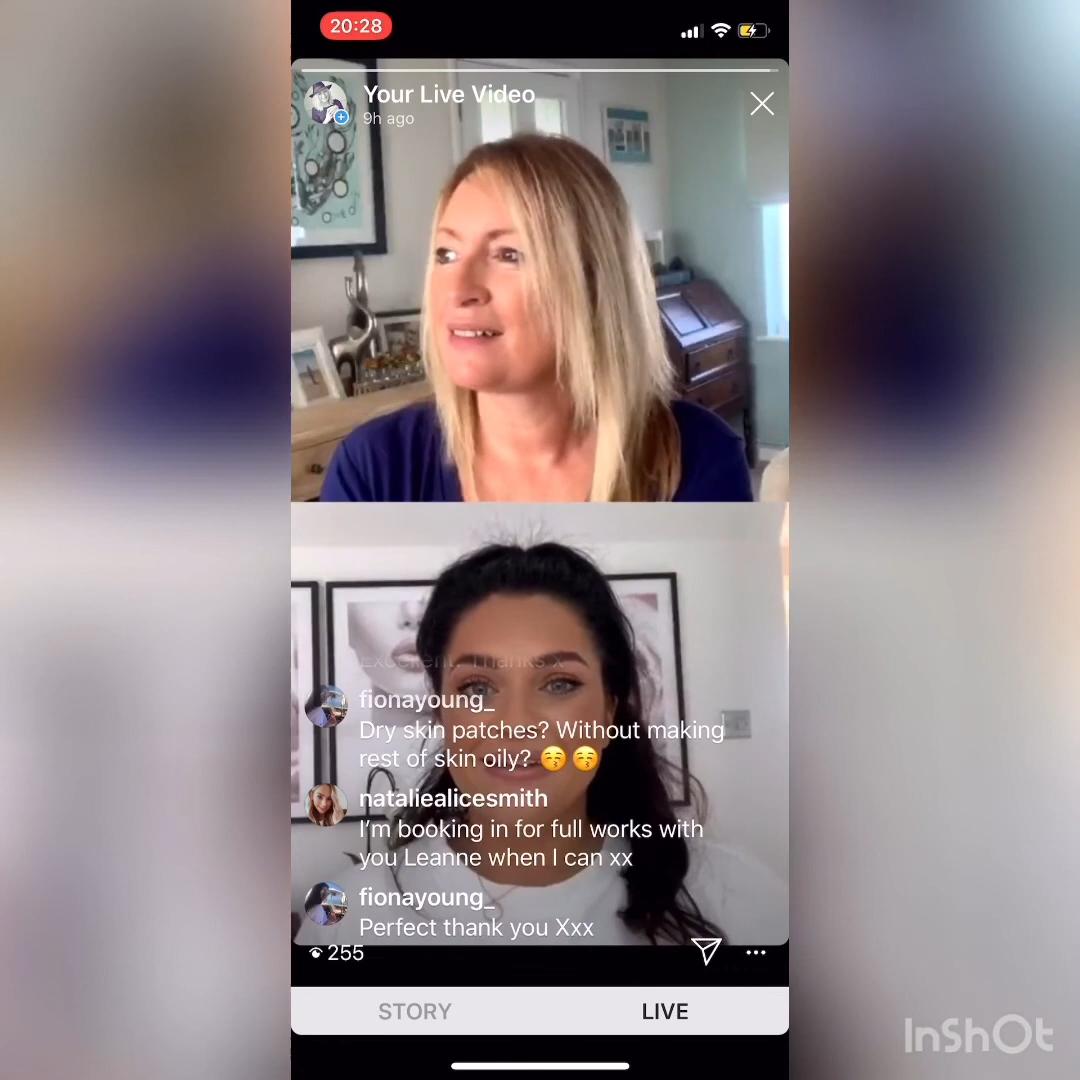 20:28
Your Live Video
9h ago
Excellent. Thanks x
fionayoung_
Dry skin patches? Without making
rest of skin oily? 😚😚
nataliealicesmith
I'm booking in for full works with
you Leanne when I can xx
fionayoung_
Perfect thank you Xxx
255
STORY
LIVE
InShOt